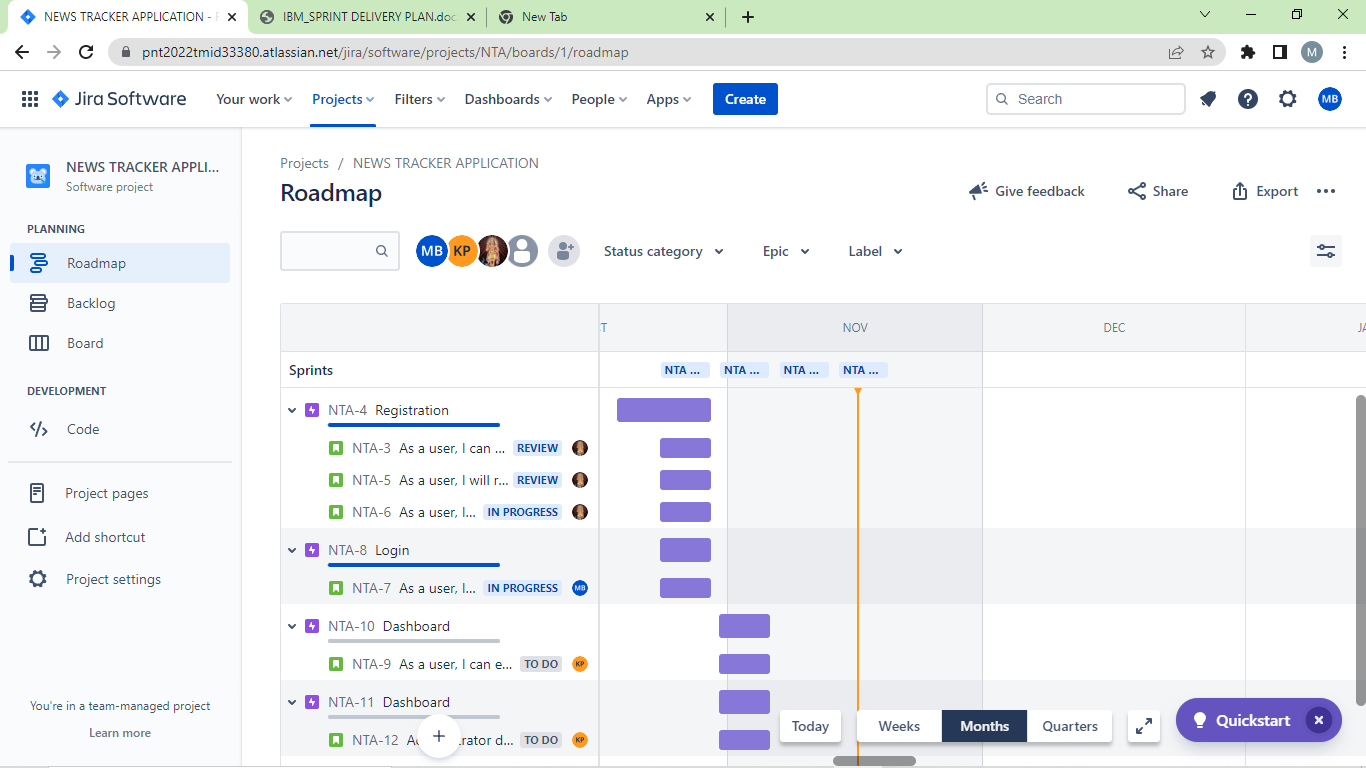 NEWS TRACKER APPLICATION -
IBM_SPRINT DELIVERY PLAN.doc
New Tab
pnt2022tmid33380.atlassian.net/jira/software/projects/NTA/boards/1/roadmap
M
Jira Software
Your work
Projects
Filters
Dashboards
People
Apps
Create
Search
MB
NEWS TRACKER APPLI...
Software project
PLANNING
Roadmap
Backlog
Board
DEVELOPMENT
Code
Project pages
Add shortcut
Project settings
You're in a team-managed project
Learn more
Projects / NEWS TRACKER APPLICATION
Roadmap
Give feedback
Share
Export
MB
KP
Status category
Epic
Label
T
NOV
DEC
JA
Sprints
NTA ...
NTA ...
NTA ...
NTA ...
NTA-4 Registration
NTA-3 As a user, I can ... REVIEW
NTA-5 As a user, I will r... REVIEW
NTA-6 As a user, I... IN PROGRESS
NTA-8 Login
NTA-7 As a user, I... IN PROGRESS MB
NTA-10 Dashboard
NTA-9 As a user, I can e... TO DO KP
NTA-11 Dashboard
NTA-12 d... TO DO KP
Today
Weeks
Months
Quarters
Quickstart